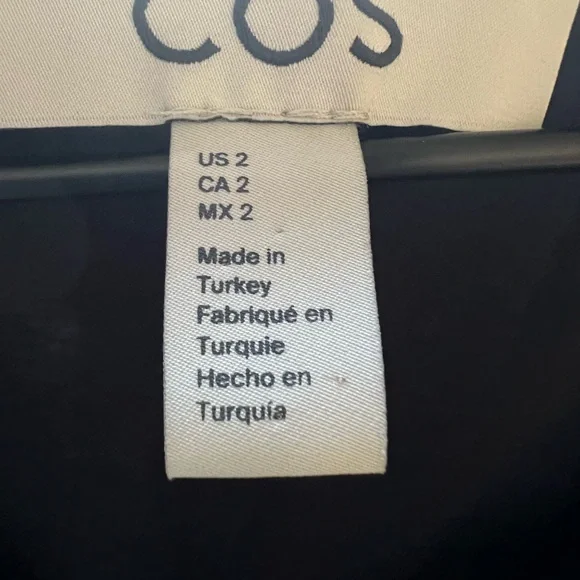 COS
US 2
CA 2
MX 2
Made in
Turkey
Fabriqué en
Turquie
Hecho en
Turquía